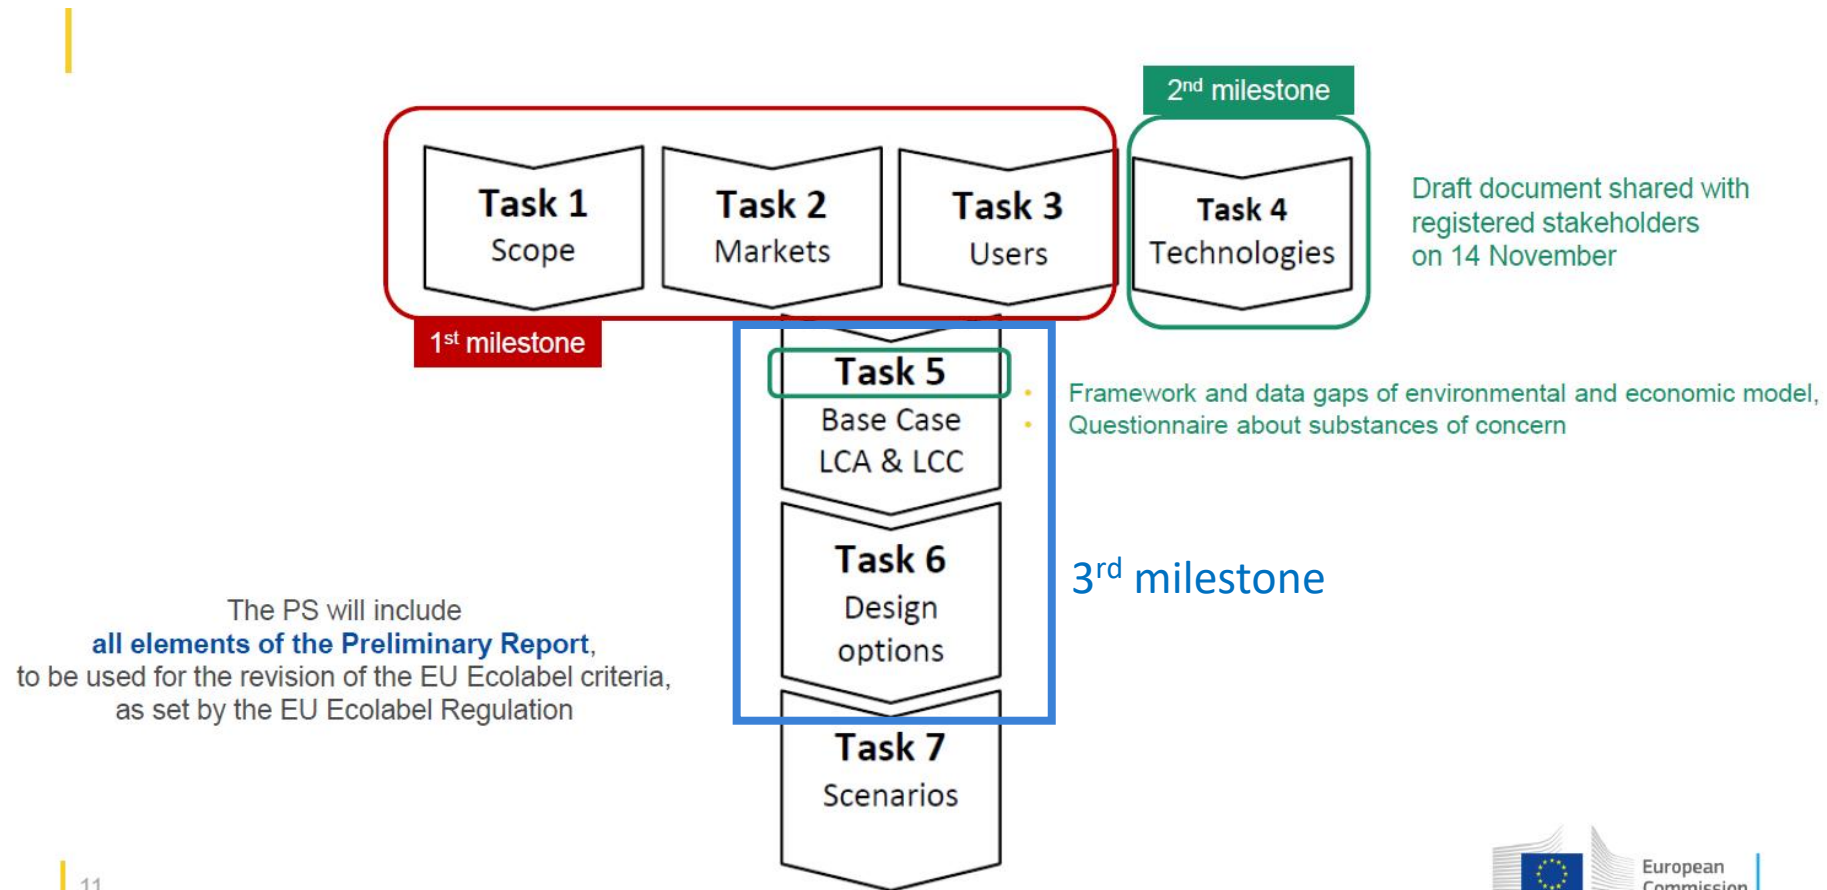 2nd milestone
Task 1
Scope
Task 2
Markets
Task 3
Users
Task 4
Technologies
Draft document shared with
registered stakeholders
on 14 November
1st milestone
Task 5
Base Case
LCA & LCC
• Framework and data gaps of environmental and economic model,
• Questionnaire about substances of concern
Task 6
Design
options
3rd milestone
The PS will include
all elements of the Preliminary Report,
to be used for the revision of the EU Ecolabel criteria,
as set by the EU Ecolabel Regulation
Task 7
Scenarios
11
European
Commission